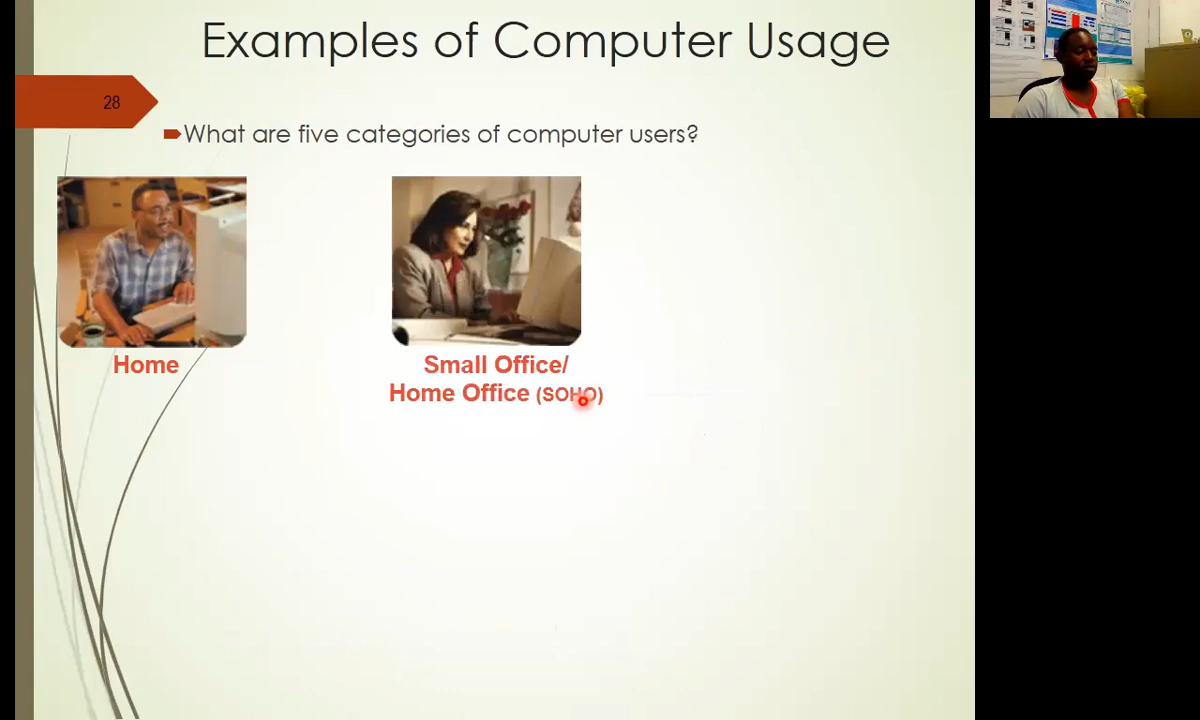 Examples of Computer Usage
28
What are five categories of computer users?
Home
Small Office/
Home Office (SOHO)